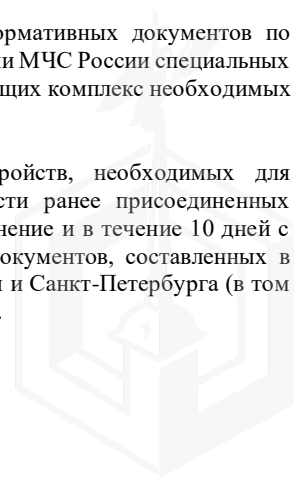 ормативных документов по
и МЧС России специальных
ющих комплекс необходимых
ройств, необходимых для
сти ранее присоединенных
нение и в течение 10 дней с
окументов, составленных в
и и Санкт-Петербурга (в том